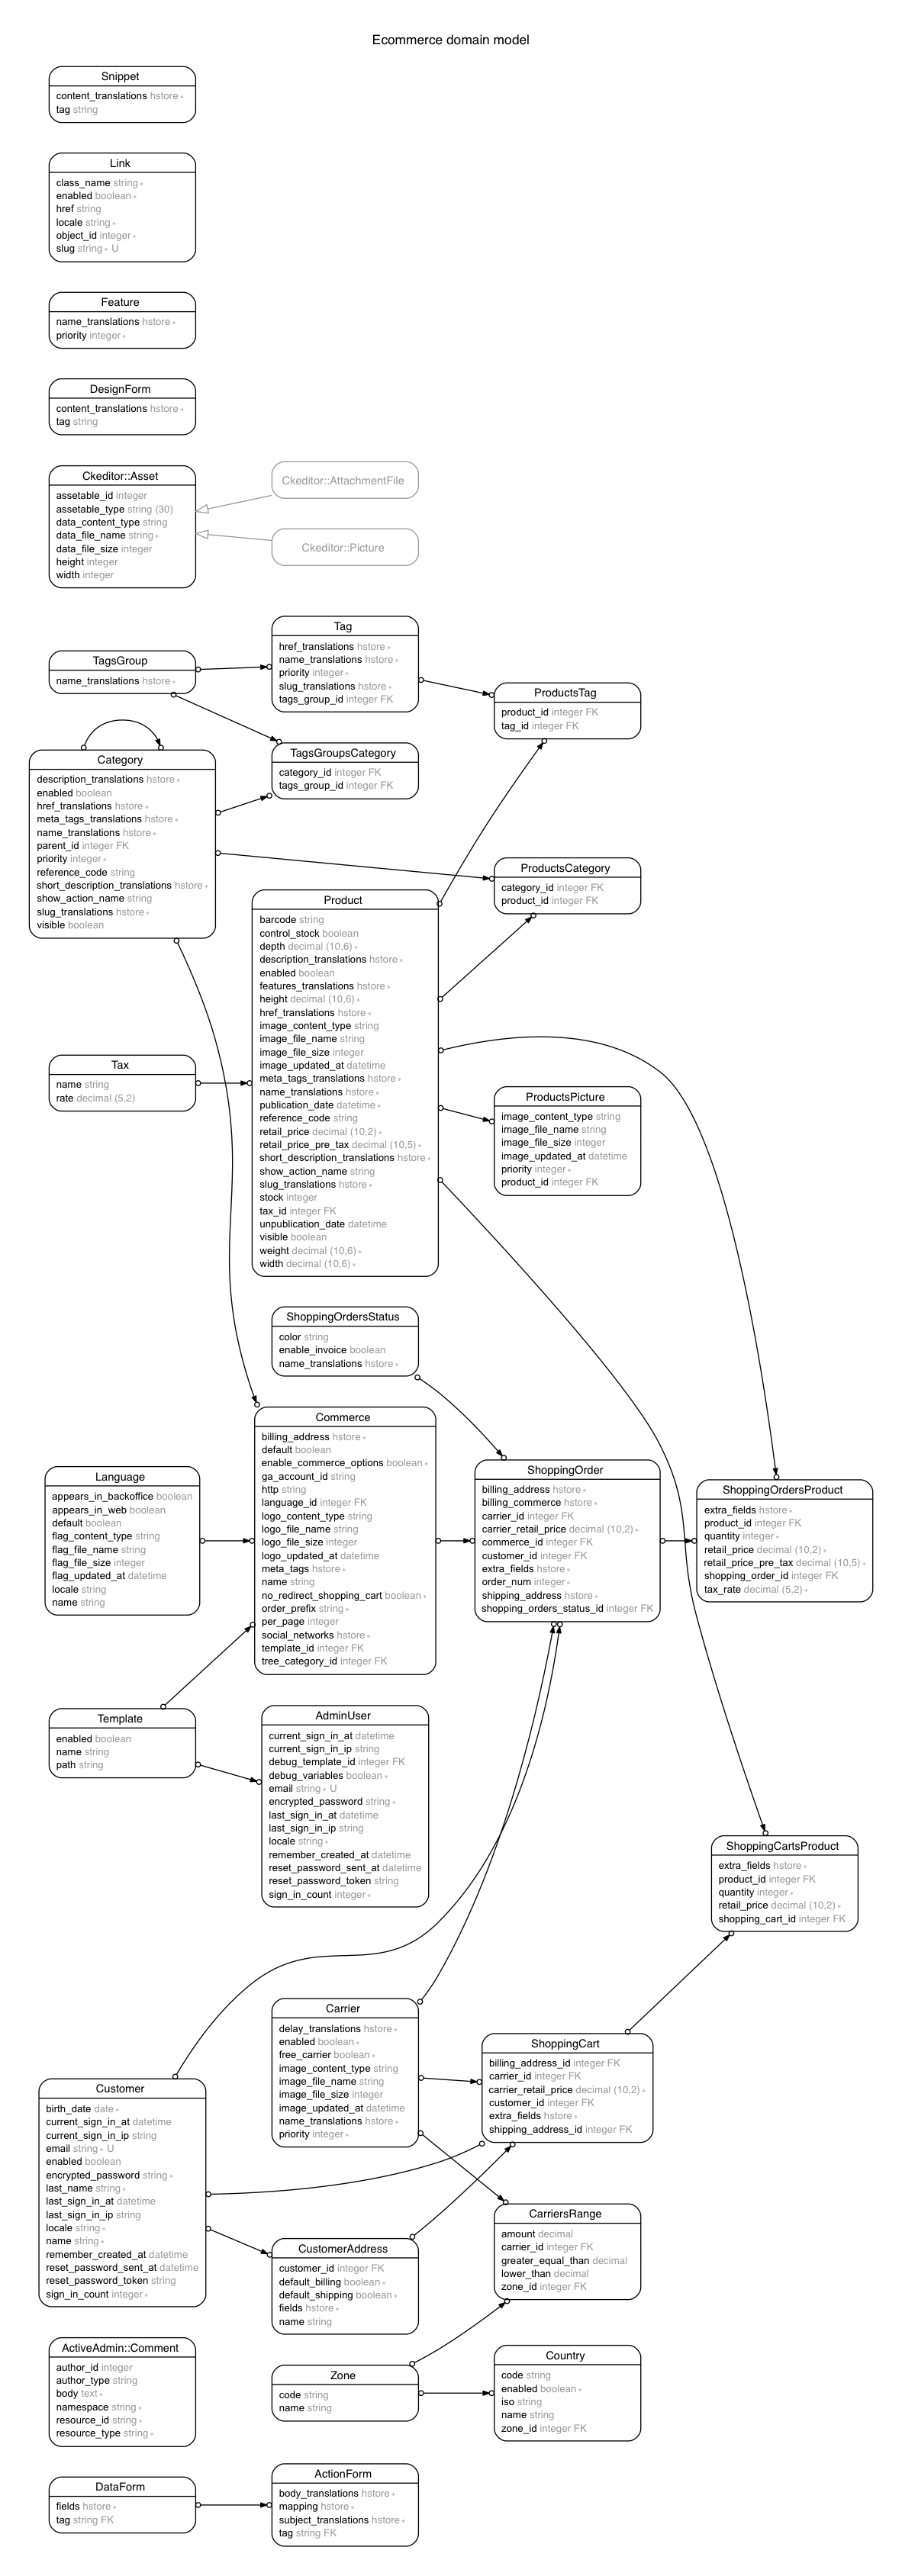 Ecommerce domain model
Snippet
content_translations hstore ∗
tag string
Link
class_name string ∗
enabled boolean ∗
href string
locale string ∗
object_id integer ∗
slug string ∗ U
Feature
name_translations hstore ∗
priority integer ∗
DesignForm
content_translations hstore ∗
tag string
Ckeditor::Asset
assetable_id integer
assetable_type string (30)
data_content_type string
data_file_name string ∗
data_file_size integer
height integer
width integer
Ckeditor::AttachmentFile
Ckeditor::Picture
TagsGroup
name_translations hstore ∗
Tag
href_translations hstore ∗
name_translations hstore ∗
priority integer ∗
slug_translations hstore ∗
tags_group_id integer FK
ProductsTag
product_id integer FK
tag_id integer FK
TagsGroupsCategory
category_id integer FK
tags_group_id integer FK
Category
description_translations hstore ∗
enabled boolean
href_translations hstore ∗
meta_tags_translations hstore ∗
name_translations hstore ∗
parent_id integer FK
priority integer ∗
reference_code string
short_description_translations hstore ∗
show_action_name string
slug_translations hstore ∗
visible boolean
ProductsCategory
category_id integer FK
product_id integer FK
Product
barcode string
control_stock boolean
depth decimal (10,6) ∗
description_translations hstore ∗
enabled boolean
features_translations hstore ∗
height decimal (10,6) ∗
href_translations hstore ∗
image_content_type string
image_file_name string
image_file_size integer
image_updated_at datetime
meta_tags_translations hstore ∗
name_translations hstore ∗
publication_date datetime ∗
reference_code string
retail_price decimal (10,2) ∗
retail_price_pre_tax decimal (10,5) ∗
short_description_translations hstore ∗
show_action_name string
slug_translations hstore ∗
stock integer
tax_id integer FK
unpublication_date datetime
visible boolean
weight decimal (10,6) ∗
width decimal (10,6) ∗
Tax
name string
rate decimal (5,2)
ProductsPicture
image_content_type string
image_file_name string
image_file_size integer
image_updated_at datetime
priority integer ∗
product_id integer FK
ShoppingOrdersStatus
color string
enable_invoice boolean
name_translations hstore ∗
Commerce
billing_address hstore ∗
default boolean
enable_commerce_options boolean ∗
ga_account_id string
http string
language_id integer FK
logo_content_type string
logo_file_name string
logo_file_size integer
logo_updated_at datetime
meta_tags hstore ∗
name string
no_redirect_shopping_cart boolean ∗
order_prefix string ∗
per_page integer
social_networks hstore ∗
template_id integer FK
tree_category_id integer FK
Language
appears_in_backoffice boolean
appears_in_web boolean
default boolean
flag_content_type string
flag_file_name string
flag_file_size integer
flag_updated_at datetime
locale string
name string
ShoppingOrder
billing_address hstore ∗
billing_commerce hstore ∗
carrier_id integer FK
carrier_retail_price decimal (10,2) ∗
commerce_id integer FK
customer_id integer FK
extra_fields hstore ∗
order_num integer ∗
shipping_address hstore ∗
shopping_orders_status_id integer FK
ShoppingOrdersProduct
extra_fields hstore ∗
product_id integer FK
quantity integer ∗
retail_price decimal (10,2) ∗
retail_price_pre_tax decimal (10,5) ∗
shopping_order_id integer FK
tax_rate decimal (5,2) ∗
Template
enabled boolean
name string
path string
AdminUser
current_sign_in_at datetime
current_sign_in_ip string
debug_template_id integer FK
debug_variables boolean ∗
email string ∗ U
encrypted_password string ∗
last_sign_in_at datetime
last_sign_in_ip string
locale string ∗
remember_created_at datetime
reset_password_sent_at datetime
reset_password_token string
sign_in_count integer ∗
ShoppingCartsProduct
extra_fields hstore ∗
product_id integer FK
quantity integer ∗
retail_price decimal (10,2) ∗
shopping_cart_id integer FK
Carrier
delay_translations hstore ∗
enabled boolean ∗
free_carrier boolean ∗
image_content_type string
image_file_name string
image_file_size integer
image_updated_at datetime
name_translations hstore ∗
priority integer ∗
ShoppingCart
billing_address_id integer FK
carrier_id integer FK
carrier_retail_price decimal (10,2) ∗
customer_id integer FK
extra_fields hstore ∗
shipping_address_id integer FK
Customer
birth_date date ∗
current_sign_in_at datetime
current_sign_in_ip string
email string ∗ U
enabled boolean
encrypted_password string ∗
last_name string ∗
last_sign_in_at datetime
last_sign_in_ip string
locale string ∗
name string ∗
remember_created_at datetime
reset_password_sent_at datetime
reset_password_token string
sign_in_count integer ∗
CarriersRange
amount decimal
carrier_id integer FK
greater_equal_than decimal
lower_than decimal
zone_id integer FK
CustomerAddress
customer_id integer FK
default_billing boolean ∗
default_shipping boolean ∗
fields hstore ∗
name string
ActiveAdmin::Comment
author_id integer
author_type string
body text ∗
namespace string ∗
resource_id string ∗
resource_type string ∗
Zone
code string
name string
Country
code string
enabled boolean ∗
iso string
name string
zone_id integer FK
DataForm
fields hstore ∗
tag string FK
ActionForm
body_translations hstore ∗
mapping hstore ∗
subject_translations hstore ∗
tag string FK